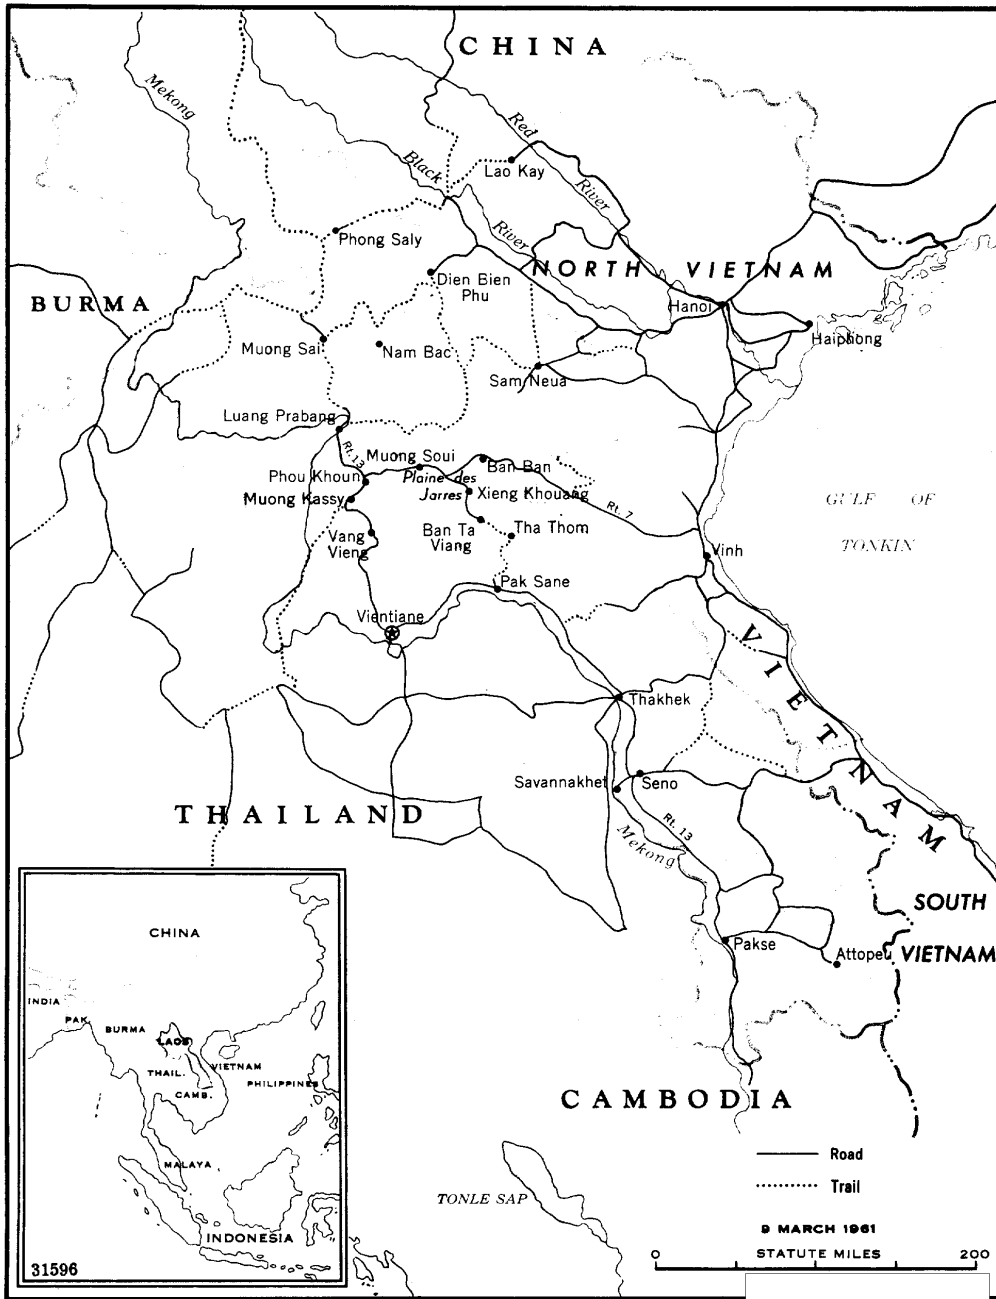 CHINA
Mekong
Red
River
Black
River
Lao Kay
Phong Saly
Dien Bien
Phu
NORTH VIETNAM
BURMA
Hanoi
Haiphong
Muong Sai
Nam Bac
Sam Neua
Luang Prabang
Rt. 13
Muong Soui
Ban Ban
Phou Khoun
Plaine des
Jarres
Xieng Khouang
Muong Kassy
Rt. 7
GULF OF
TONKIN
Vang
Vieng
Ban Ta
Viang
Tha Thom
Vinh
Pak Sane
Vientiane
VIETNAM
Thakhek
Savannakhet
Seno
THAILAND
Rt. 13
Mekong
SOUTH
VIETNAM
Pakse
Attopeu
CAMBODIA
TONLE SAP
Road
Trail
9 MARCH 1961
STATUTE MILES
0 200
CHINA
INDIA
PAK.
BURMA
LAOS
THAIL.
VIETNAM
CAMB.
PHILIPPINES
MALAYA
INDONESIA
31596